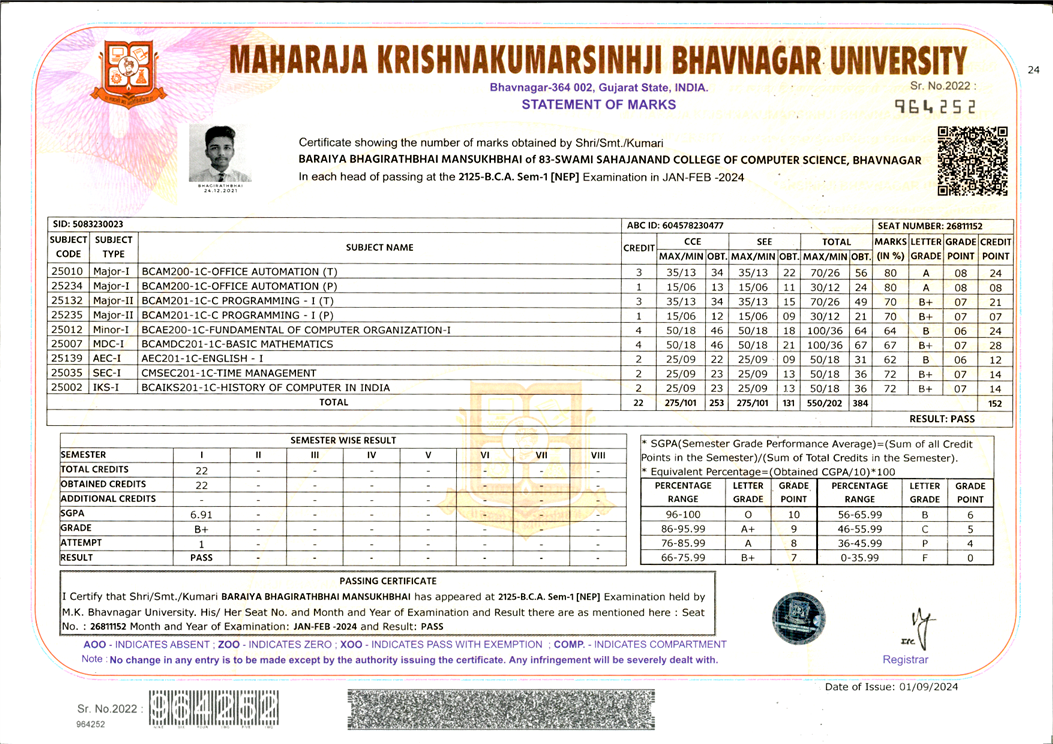 MAHARAJA KRISHNAKUMARSINHJI BHAVNAGAR UNIVERSITY
24
Bhavnagar-364 002, Gujarat State, INDIA.
Sr. No.2022 :
STATEMENT OF MARKS
964252
Certificate showing the number of marks obtained by Shri/Smt./Kumari
BARAIYA BHAGIRATHBHAI MANSUKHBHAI of 83-SWAMI SAHAJANAND COLLEGE OF COMPUTER SCIENCE, BHAVNAGAR
In each head of passing at the 2125-B.C.A. Sem-1 [NEP] Examination in JAN-FEB -2024
BHAGIRATHBHAI
24.12.2021
SID: 5083230023 ABC ID: 604578230477 SEAT NUMBER: 26811152
SUBJECT CODE SUBJECT TYPE SUBJECT NAME CREDIT CCE SEE TOTAL MARKS (IN %) LETTER GRADE GRADE POINT CREDIT POINT
MAX/MIN OBT. MAX/MIN OBT. MAX/MIN OBT.
25010 Major-I BCAM200-1C-OFFICE AUTOMATION (T) 3 35/13 34 35/13 22 70/26 56 80 A 08 24
25234 Major-I BCAM200-1C-OFFICE AUTOMATION (P) 1 15/06 13 15/06 11 30/12 24 80 A 08 08
25132 Major-II BCAM201-1C-C PROGRAMMING - I (T) 3 35/13 34 35/13 15 70/26 49 70 B+ 07 21
25235 Major-II BCAM201-1C-C PROGRAMMING - I (P) 1 15/06 12 15/06 09 30/12 21 70 B+ 07 07
25012 Minor-I BCAE200-1C-FUNDAMENTAL OF COMPUTER ORGANIZATION-I 4 50/18 46 50/18 18 100/36 64 64 B 06 24
25007 MDC-I BCAMDC201-1C-BASIC MATHEMATICS 4 50/18 46 50/18 21 100/36 67 67 B+ 07 28
25139 AEC-I AEC201-1C-ENGLISH - I 2 25/09 22 25/09 09 50/18 31 62 B 06 12
25035 SEC-I CMSEC201-1C-TIME MANAGEMENT 2 25/09 23 25/09 13 50/18 36 72 B+ 07 14
25002 IKS-I BCAIKS201-1C-HISTORY OF COMPUTER IN INDIA 2 25/09 23 25/09 13 50/18 36 72 B+ 07 14
TOTAL 22 275/101 253 275/101 131 550/202 384 152
RESULT: PASS
SEMESTER WISE RESULT
SEMESTER I II III IV V VI VII VIII
TOTAL CREDITS 22 - - - - - - -
OBTAINED CREDITS 22 - - - - - - -
ADDITIONAL CREDITS - - - - - - - -
SGPA 6.91 - - - - - - -
GRADE B+ - - - - - - -
ATTEMPT 1 - - - - - - -
RESULT PASS - - - - - - -
* SGPA(Semester Grade Performance Average)=(Sum of all Credit
Points in the Semester)/(Sum of Total Credits in the Semester).
* Equivalent Percentage=(Obtained CGPA/10)*100
PERCENTAGE RANGE LETTER GRADE GRADE POINT PERCENTAGE RANGE LETTER GRADE GRADE POINT
96-100 O 10 56-65.99 B 6
86-95.99 A+ 9 46-55.99 C 5
76-85.99 A 8 36-45.99 P 4
66-75.99 B+ 7 0-35.99 F 0
PASSING CERTIFICATE
I Certify that Shri/Smt./Kumari BARAIYA BHAGIRATHBHAI MANSUKHBHAI has appeared at 2125-B.C.A. Sem-1 [NEP] Examination held by
M.K. Bhavnagar University. His/ Her Seat No. and Month and Year of Examination and Result there are as mentioned here : Seat
No. : 26811152 Month and Year of Examination: JAN-FEB -2024 and Result: PASS
AOO - INDICATES ABSENT ; ZOO - INDICATES ZERO ; XOO - INDICATES PASS WITH EXEMPTION ; COMP. - INDICATES COMPARTMENT
Note : No change in any entry is to be made except by the authority issuing the certificate. Any infringement will be severely dealt with.
Registrar
Date of Issue: 01/09/2024
Sr. No.2022 : 964252
964252